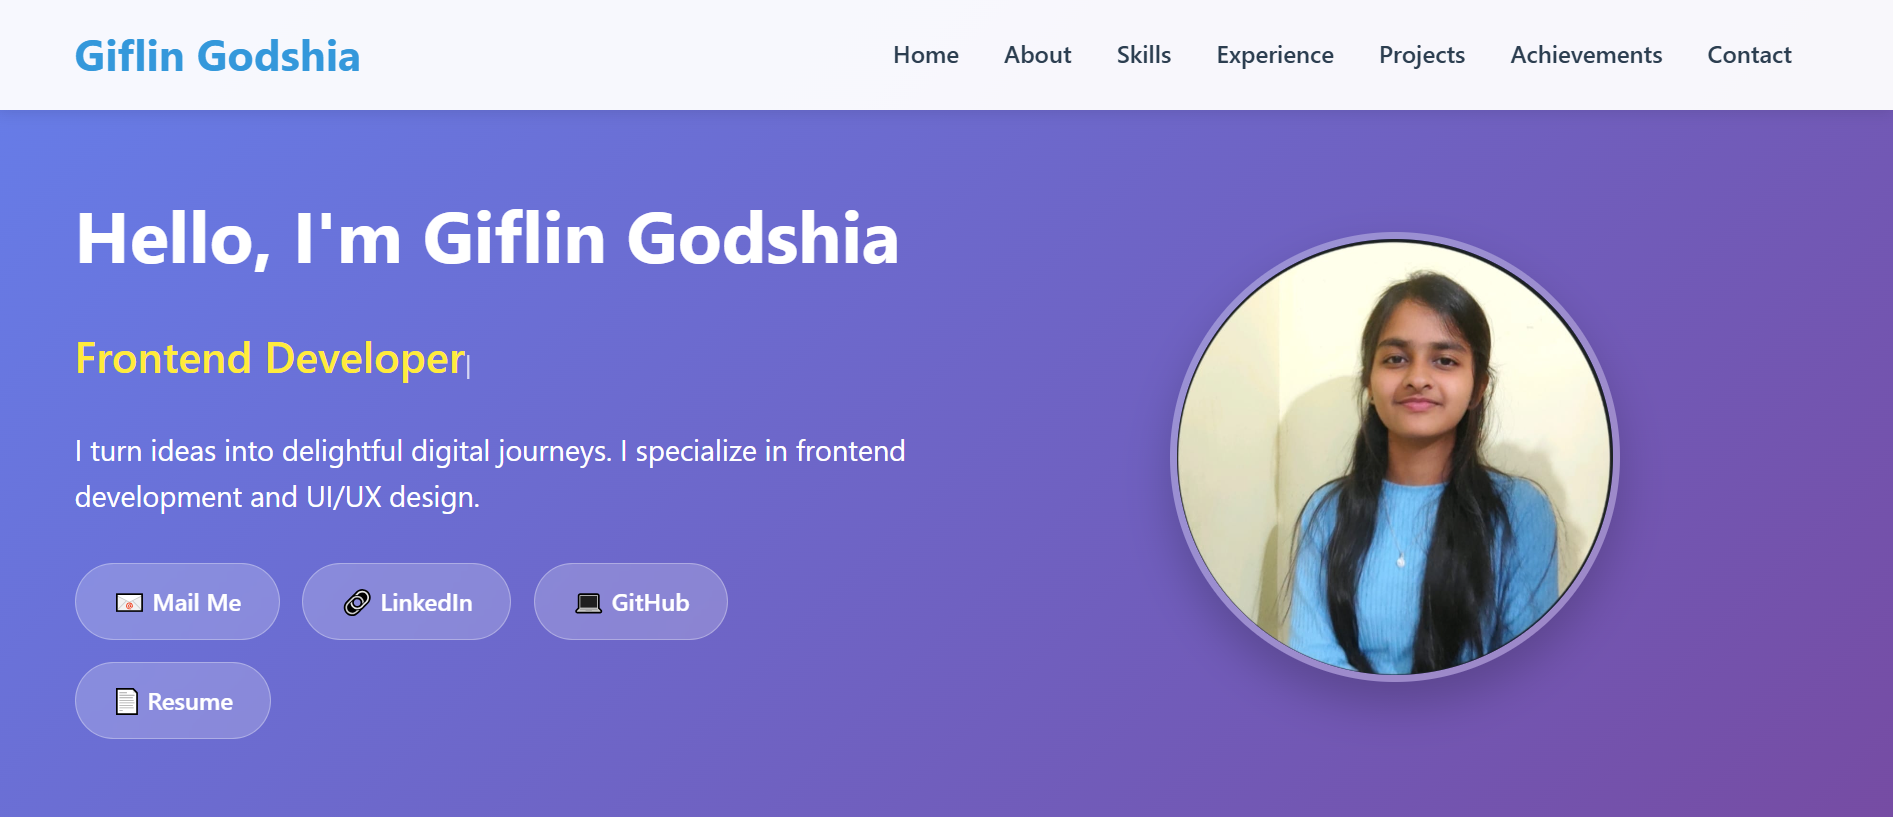 Giflin Godshia
Home About Skills Experience Projects Achievements Contact
Hello, I'm Giflin Godshia
Frontend Developer|
I turn ideas into delightful digital journeys. I specialize in frontend
development and UI/UX design.
Mail Me LinkedIn GitHub
Resume